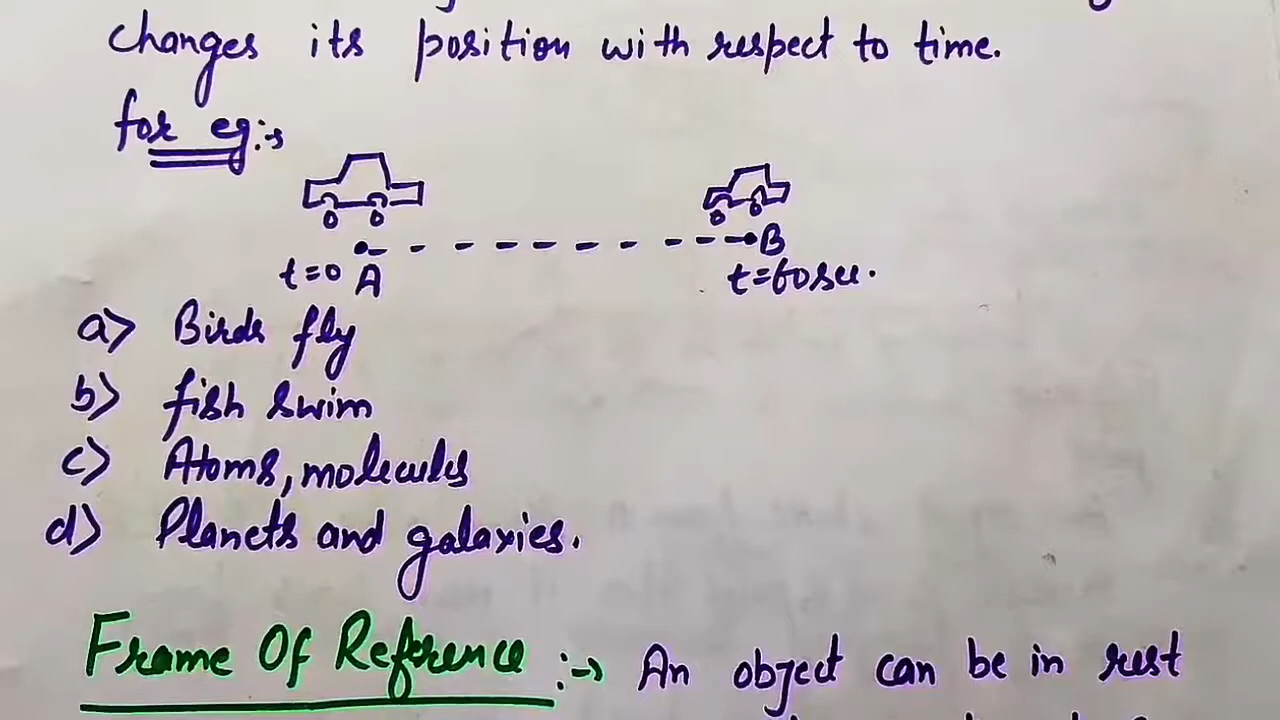 changes its position with respect to time.
for eg:→
B
t=0 A
t=60sec.
a) Birds fly
b) fish swim
c) Atoms, molecules
d) Planets and galaxies.
Frame Of Reference :→ An object can be in rest